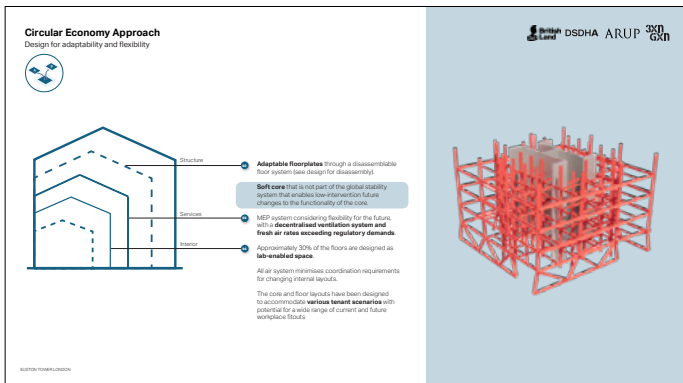 Circular Economy Approach
Design for adaptability and flexibility
British
Land
DSDHA
ARUP
3XN
GXN
Structure
Adaptable floorplates through a disassemblable
floor system (see design for disassembly).
Soft core that is not part of the global stability
system that enables low-intervention future
changes to the functionality of the core.
Services
MEP system considering flexibility for the future,
with a decentralised ventilation system and
fresh air rates exceeding regulatory demands.
Interior
Approximately 30% of the floors are designed as
lab-enabled space.
All air system minimises coordination requirements
for changing internal layouts.
The core and floor layouts have been designed
to accommodate various tenant scenarios with
potential for a wide range of current and future
workplace fitouts
EUSTON TOWER LONDON